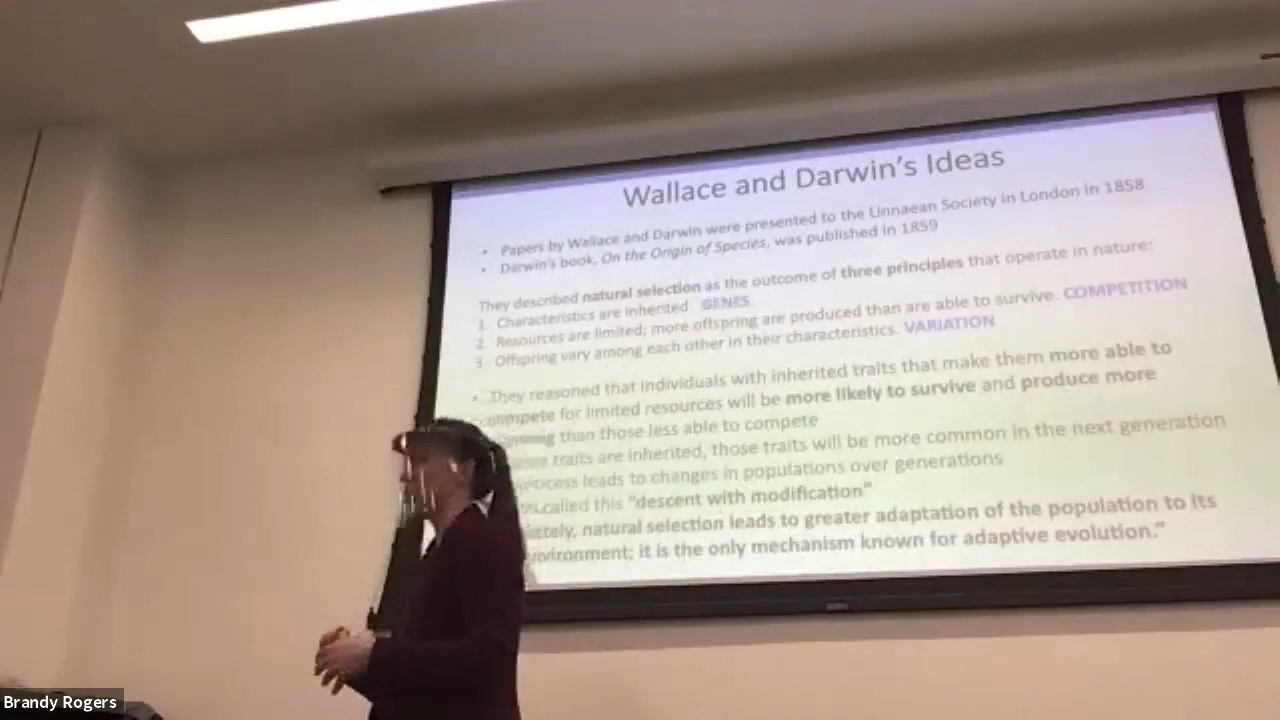 Wallace and Darwin's Ideas
• Papers by Wallace and Darwin were presented to the Linnaean Society in London in 1858
• Darwin's book, On the Origin of Species, was published in 1859
They described natural selection as the outcome of three principles that operate in nature:
1. Characteristics are inherited GENES
2. Resources are limited; more offspring are produced than are able to survive. COMPETITION
3. Offspring vary among each other in their characteristics. VARIATION
• They reasoned that individuals with inherited traits that make them more able to
compete for limited resources will be more likely to survive and produce more
than those less able to compete
traits are inherited, those traits will be more common in the next generation
process leads to changes in populations over generations
called this "descent with modification"
natural selection leads to greater adaptation of the population to its
environment; it is the only mechanism known for adaptive evolution."
Brandy Rogers